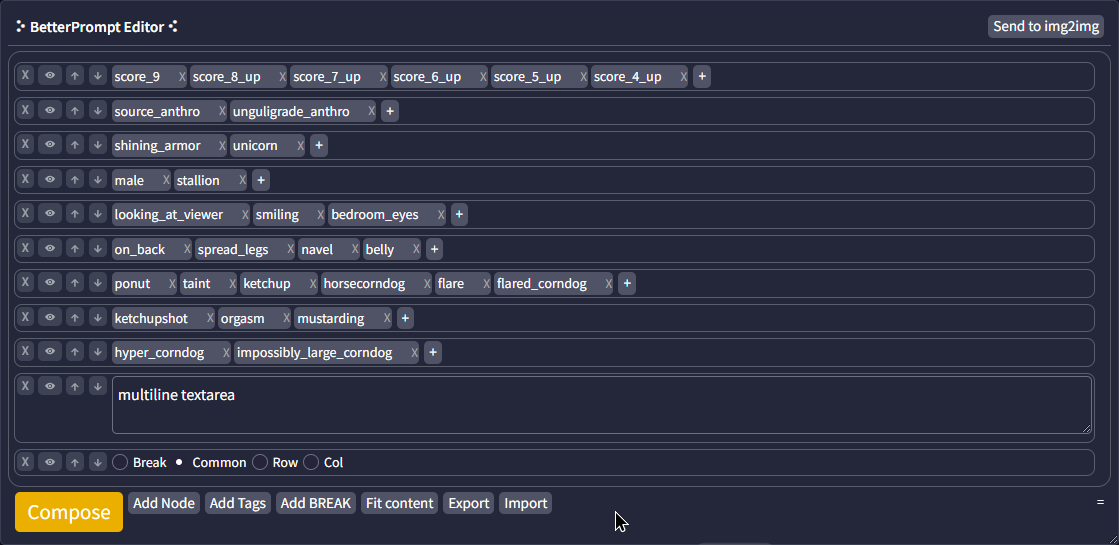 BetterPrompt Editor
Send to img2img
X score_9 X score_8_up X score_7_up X score_6_up X score_5_up X score_4_up X +
X source_anthro X unguligrade_anthro X +
X shining_armor X unicorn X +
X male X stallion X +
X looking_at_viewer X smiling X bedroom_eyes X +
X on_back X spread_legs X navel X belly X +
X ponut X taint X ketchup X horsecorndog X flare X flared_corndog X +
X ketchupshot X orgasm X mustarding X +
X hyper_corndog X impossibly_large_corndog X +
X multiline textarea
X Break Common Row Col
Compose Add Node Add Tags Add BREAK Fit content Export Import =